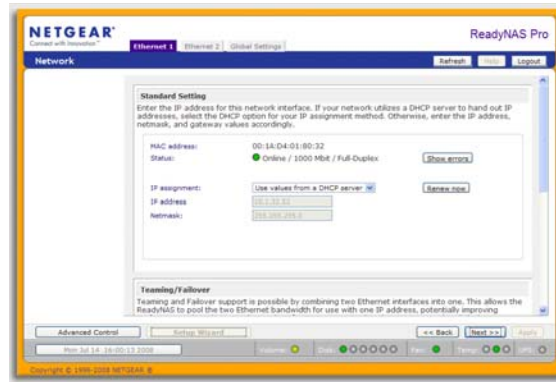 NETGEAR®
Connect with Innovation™
ReadyNAS Pro
Ethernet 1 Ethernet 2 Global Settings
Network
Refresh Help Logout
Standard Setting
Enter the IP address for this network interface. If your network utilizes a DHCP server to hand out IP
addresses, select the DHCP option for your IP assignment method. Otherwise, enter the IP address,
netmask, and gateway values accordingly.
MAC address: 00:1A:D4:01:80:32
Status: Online / 1000 Mbit / Full-Duplex Show errors
IP assignment: Use values from a DHCP server Renew now
IP address
Netmask: 255.255.255.0
Teaming/Failover
Teaming and Failover support is possible by combining two Ethernet interfaces into one. This allows the
ReadyNAS to pool the two Ethernet bandwidth for use with one IP address, potentially improving
Advanced Control Setup Wizard << Back Next >> Apply
Mon Jul 14 16:00:13 2008 Volume: Disk: Fan: Temp: UPS:
Copyright © 1996-2008 NETGEAR ®